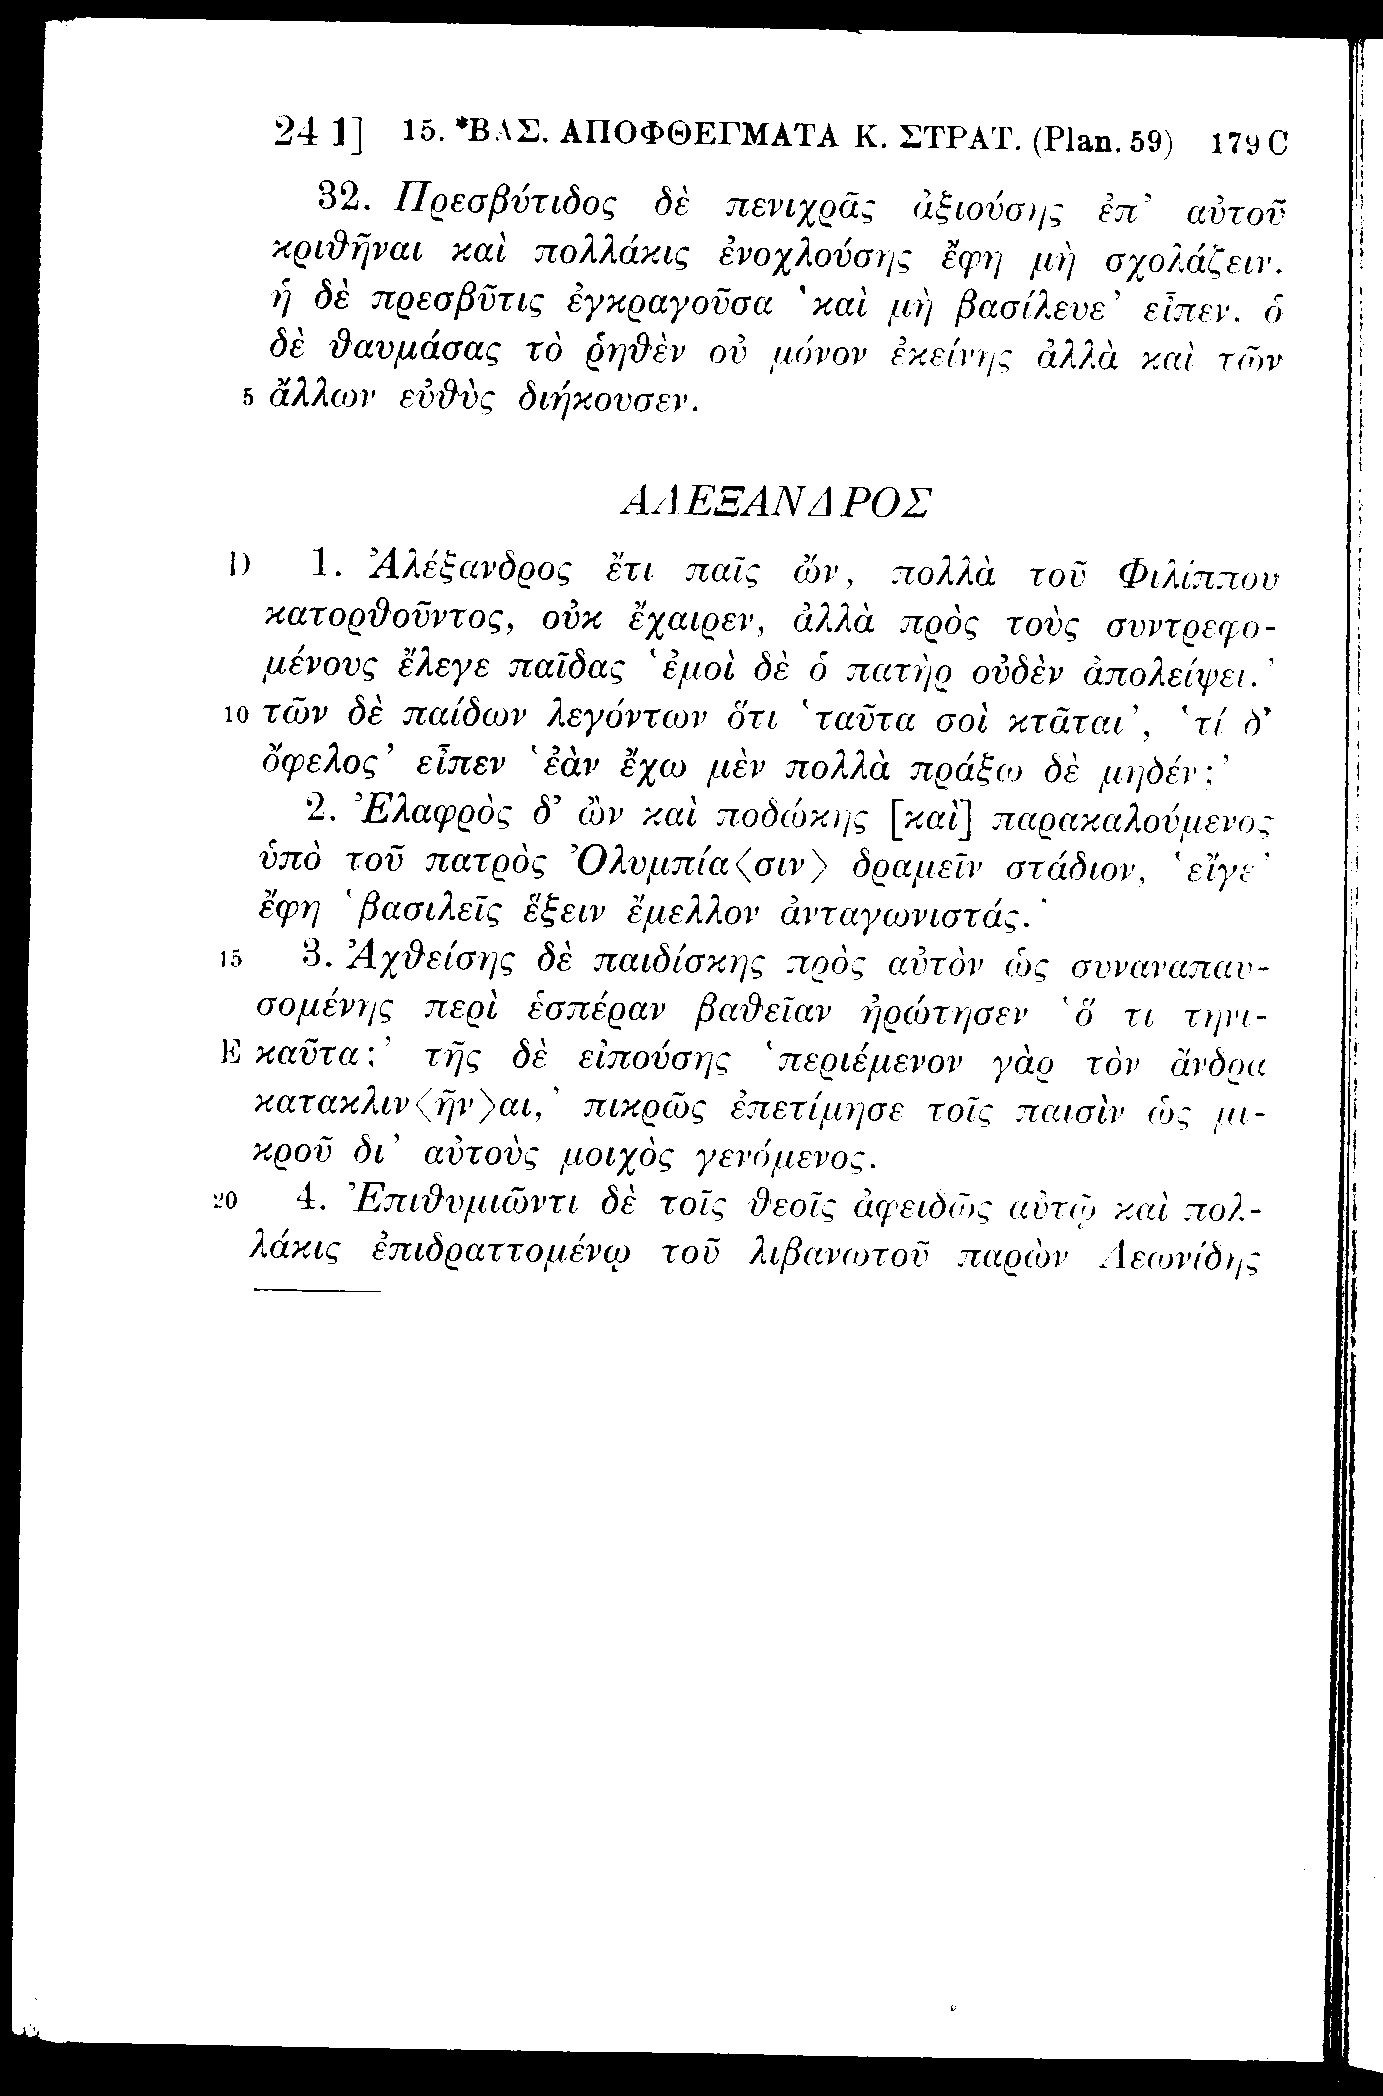 24 1] 15. *ΒΑΣ. ΑΠΟΦΘΕΓΜΑΤΑ Κ. ΣΤΡΑΤ. (Plan. 59) 179 C
32. Πρεσβύτιδος δὲ πενιχρᾶς ἀξιούσης ἐπ’ αὐτοῦ
κριθῆναι καὶ πολλάκις ἐνοχλούσης ἔφη μὴ σχολάζειν.
ἡ δὲ πρεσβῦτις ἐγκραγοῦσα ‘καὶ μὴ βασίλευε’ εἶπεν. ὁ
δὲ θαυμάσας τὸ ῥηθὲν οὐ μόνον ἐκείνης ἀλλὰ καὶ τῶν
5 ἄλλων εὐθὺς διήκουσεν.
ΑΛΕΞΑΝΔΡΟΣ
D 1. Ἀλέξανδρος ἔτι παῖς ὤν, πολλὰ τοῦ Φιλίππου
κατορθοῦντος, οὐκ ἔχαιρεν, ἀλλὰ πρὸς τοὺς συντρεφο-
μένους ἔλεγε παῖδας ‘ἐμοὶ δὲ ὁ πατὴρ οὐδὲν ἀπολείψει.’
10 τῶν δὲ παίδων λεγόντων ὅτι ‘ταῦτα σοὶ κτᾶται’, ‘τί δ’
ὄφελος’ εἶπεν ‘ἐὰν ἔχω μὲν πολλὰ πράξω δὲ μηδέν;’
2. Ἐλαφρὸς δ’ ὢν καὶ ποδώκης [καὶ] παρακαλούμενος
ὑπὸ τοῦ πατρὸς Ὀλυμπία⟨σιν⟩ δραμεῖν στάδιον, ‘εἴγε’
ἔφη ‘βασιλεῖς ἕξειν ἔμελλον ἀνταγωνιστάς.’
15 3. Ἀχθείσης δὲ παιδίσκης πρὸς αὐτὸν ὡς συναναπαυ-
σομένης περὶ ἑσπέραν βαθεῖαν ἠρώτησεν ‘ὅ τι τηνι-
E καῦτα;’ τῆς δὲ εἰπούσης ‘περιέμενον γὰρ τὸν ἄνδρα
κατακλιν⟨ῆν⟩αι,’ πικρῶς ἐπετίμησε τοῖς παισὶν ὡς μι-
κροῦ δι’ αὐτοὺς μοιχὸς γενόμενος.
20 4. Ἐπιθυμιῶντι δὲ τοῖς θεοῖς ἀφειδῶς αὐτῷ καὶ πολ-
λάκις ἐπιδραττομένῳ τοῦ λιβανωτοῦ παρὼν Λεωνίδης